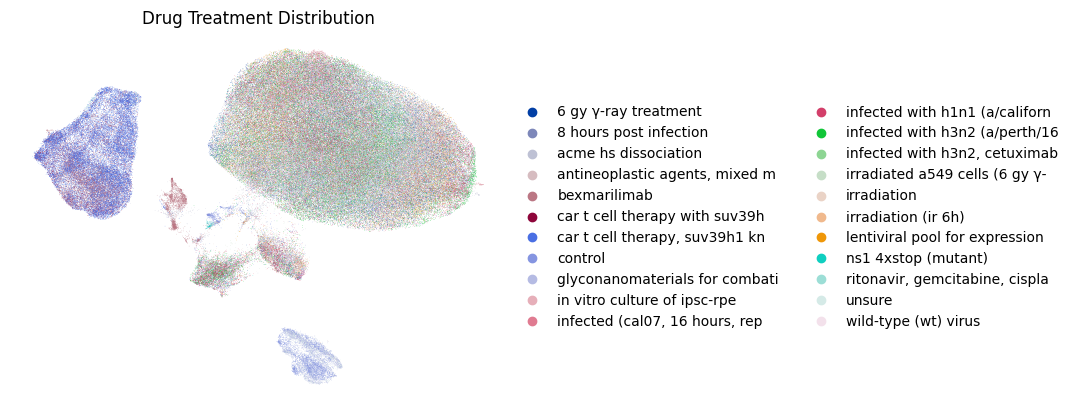 Drug Treatment Distribution
6 gy γ-ray treatment
8 hours post infection
acme hs dissociation
antineoplastic agents, mixed m
bexmarilimab
car t cell therapy with suv39h
car t cell therapy, suv39h1 kn
control
glyconanomaterials for combati
in vitro culture of ipsc-rpe
infected (cal07, 16 hours, rep
infected with h1n1 (a/californ
infected with h3n2 (a/perth/16
infected with h3n2, cetuximab
irradiated a549 cells (6 gy γ-
irradiation
irradiation (ir 6h)
lentiviral pool for expression
ns1 4xstop (mutant)
ritonavir, gemcitabine, cispla
unsure
wild-type (wt) virus